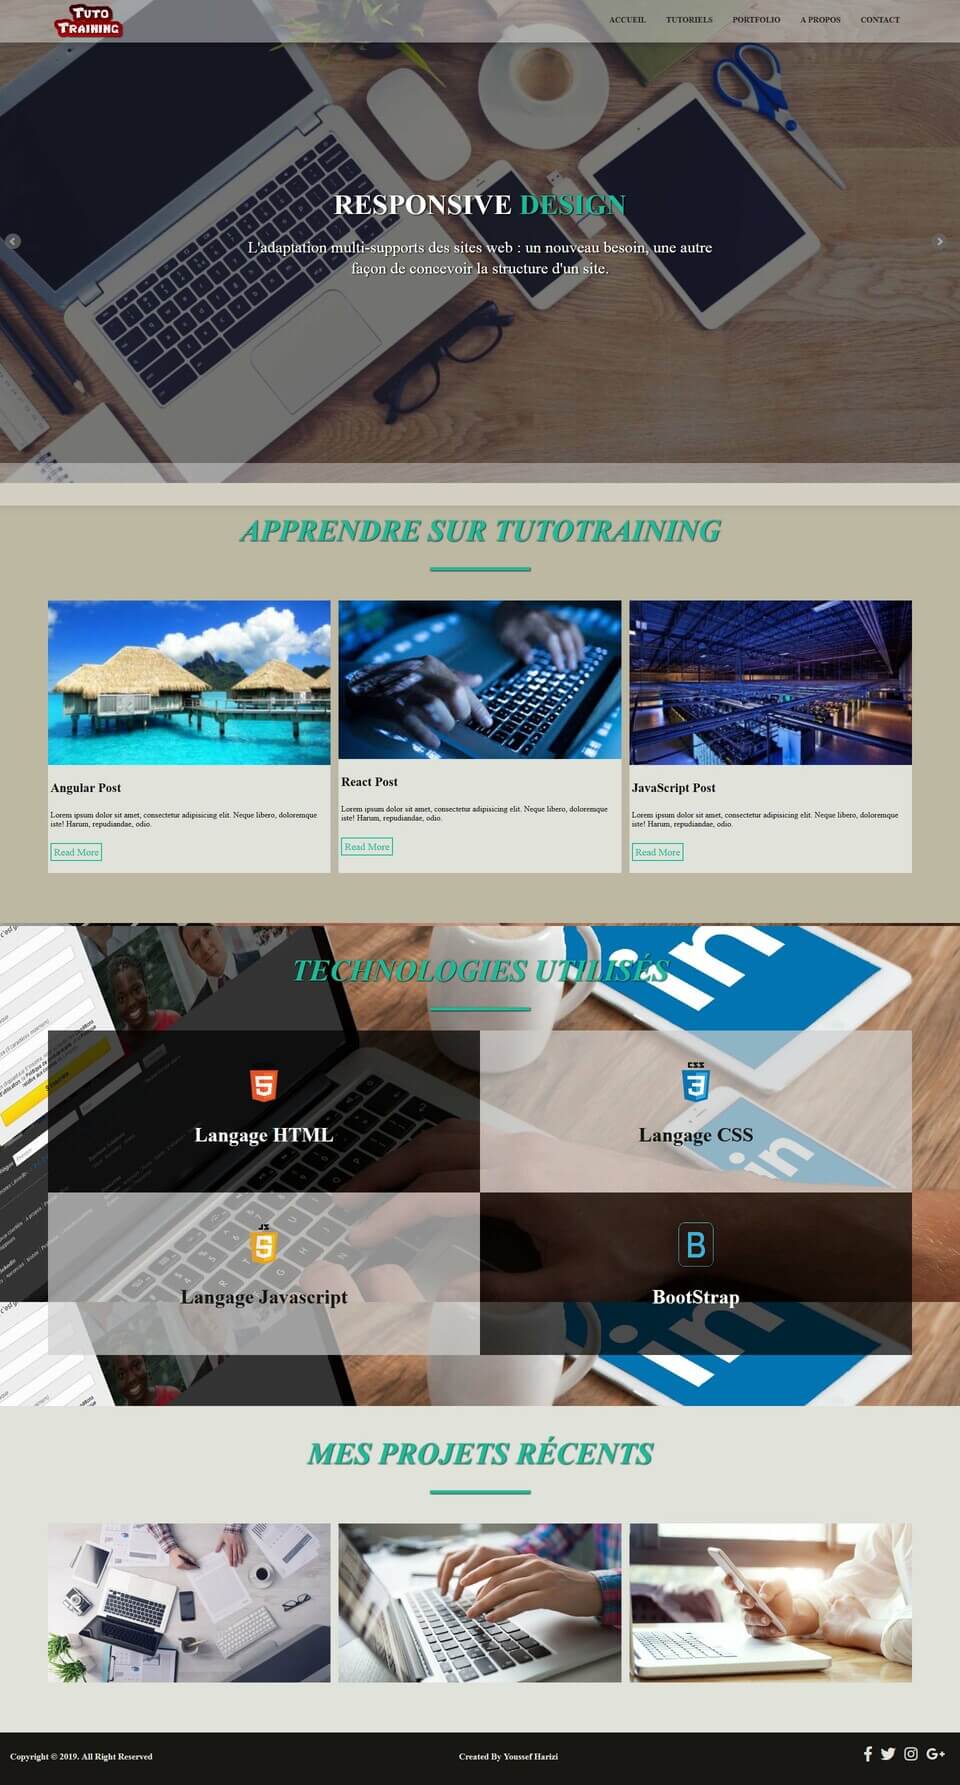 TUTO
TRAINING
ACCUEIL TUTORIELS PORTFOLIO A PROPOS CONTACT
RESPONSIVE DESIGN
L'adaptation multi-supports des sites web : un nouveau besoin, une autre
façon de concevoir la structure d'un site.
APPRENDRE SUR TUTOTRAINING
Angular Post
Lorem ipsum dolor sit amet, consectetur adipisicing elit. Neque libero, doloremque
iste! Harum, repudiandae, odio.
Read More
React Post
Lorem ipsum dolor sit amet, consectetur adipisicing elit. Neque libero, doloremque
iste! Harum, repudiandae, odio.
Read More
JavaScript Post
Lorem ipsum dolor sit amet, consectetur adipisicing elit. Neque libero, doloremque
iste! Harum, repudiandae, odio.
Read More
TECHNOLOGIES UTILISÉS
in
5
Langage HTML
CSS
3
Langage CSS
in
JS
5
Langage Javascript
B
BootStrap
in
MES PROJETS RÉCENTS
Copyright © 2019. All Right Reserved
Created By Youssef Harizi
G+